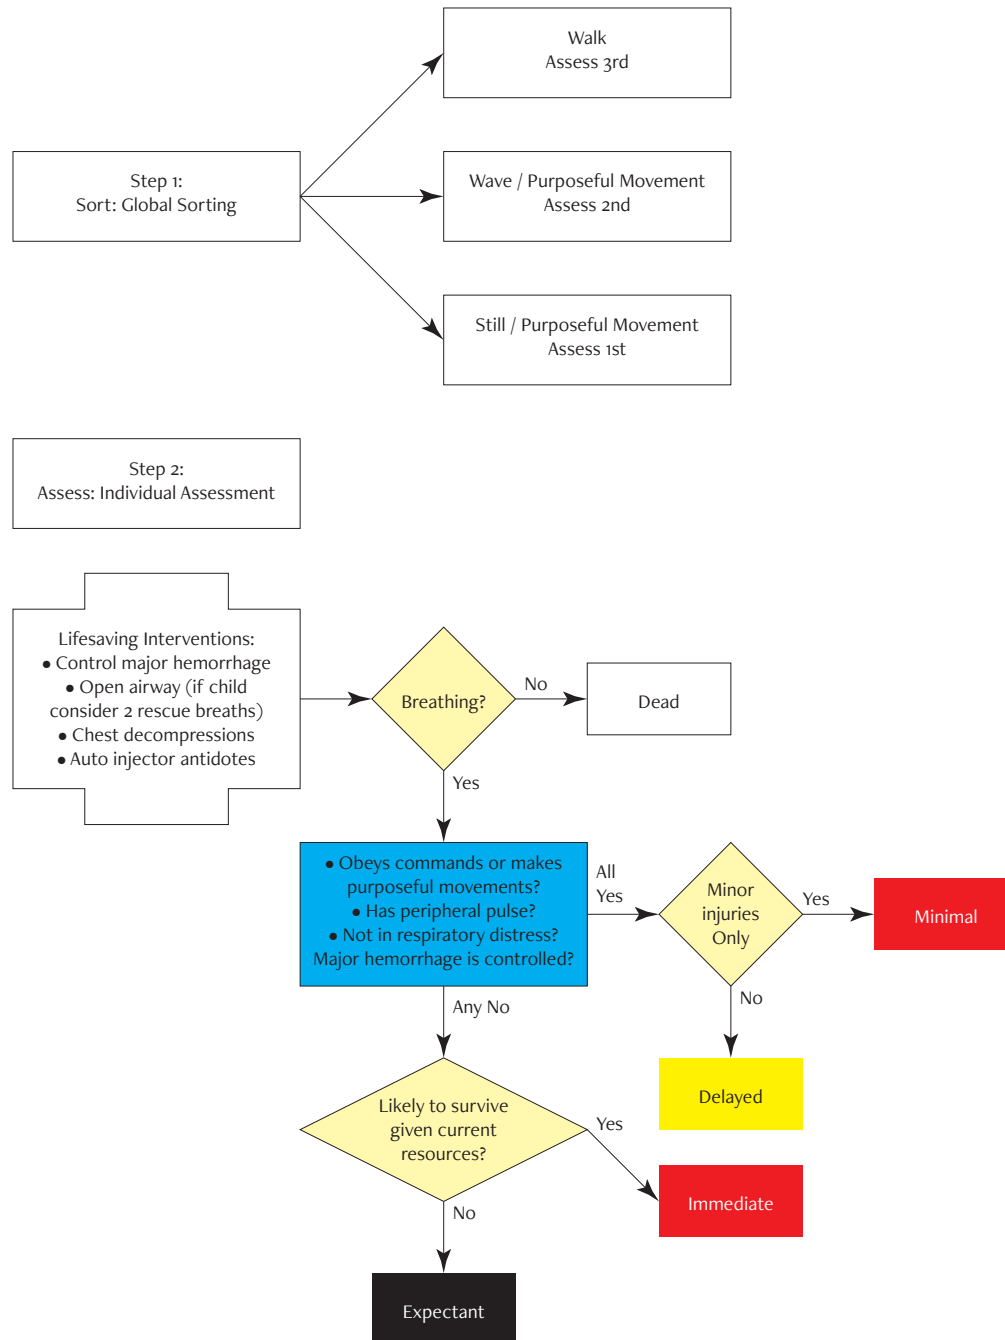 Walk
Assess 3rd
Step 1:
Sort: Global Sorting
Wave / Purposeful Movement
Assess 2nd
Still / Purposeful Movement
Assess 1st
Step 2:
Assess: Individual Assessment
Lifesaving Interventions:
• Control major hemorrhage
• Open airway (if child
consider 2 rescue breaths)
• Chest decompressions
• Auto injector antidotes
Breathing?
No
Dead
Yes
• Obeys commands or makes
purposeful movements?
• Has peripheral pulse?
• Not in respiratory distress?
Major hemorrhage is controlled?
All
Yes
Minor
injuries
Only
Yes
Minimal
No
Delayed
Any No
Likely to survive
given current
resources?
Yes
Immediate
No
Expectant